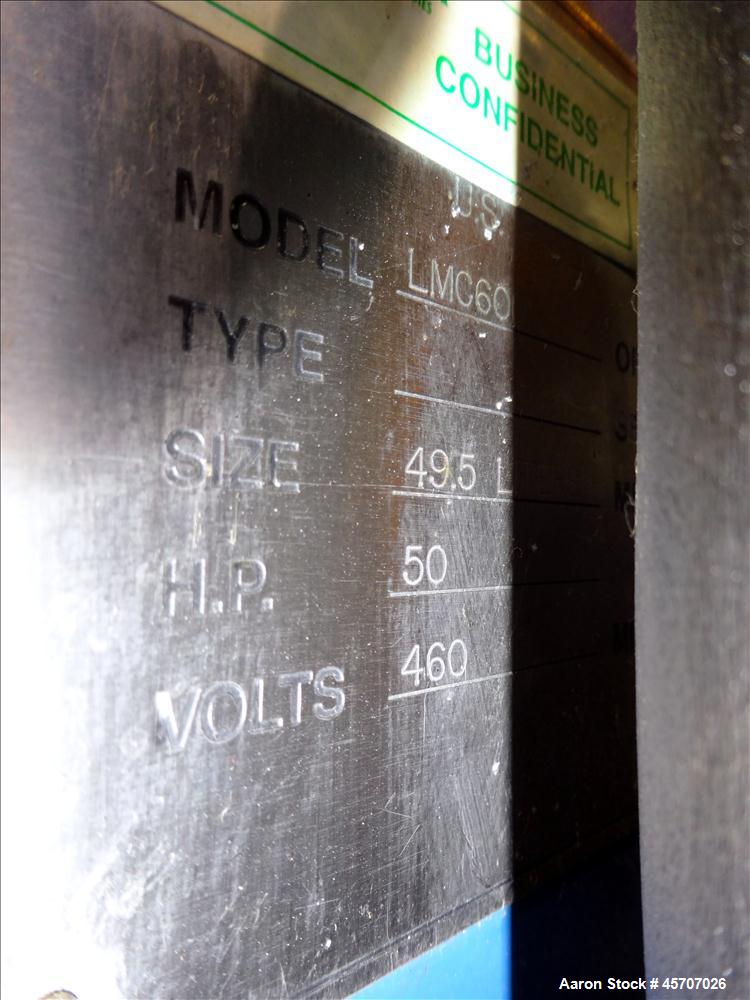 BUSINESS
CONFIDENTIAL
U.S.
MODEL LMC60
TYPE
SIZE 49.5 L
H.P. 50
VOLTS 460
Aaron Stock # 45707026